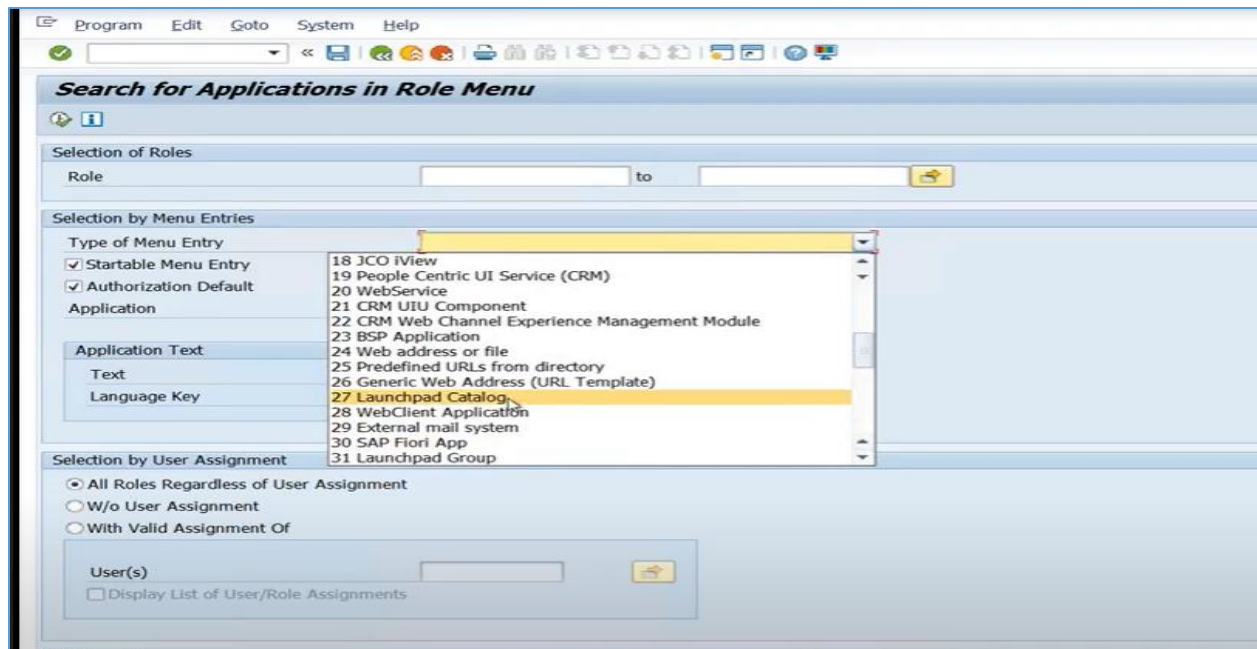 Program Edit Goto System Help
Search for Applications in Role Menu
Selection of Roles
Role to
Selection by Menu Entries
Type of Menu Entry
Startable Menu Entry
Authorization Default
Application
18 JCO iView
19 People Centric UI Service (CRM)
20 WebService
21 CRM UIU Component
22 CRM Web Channel Experience Management Module
23 BSP Application
24 Web address or file
25 Predefined URLs from directory
26 Generic Web Address (URL Template)
27 Launchpad Catalog
28 WebClient Application
29 External mail system
30 SAP Fiori App
31 Launchpad Group
Application Text
Text
Language Key
Selection by User Assignment
All Roles Regardless of User Assignment
W/o User Assignment
With Valid Assignment Of
User(s)
Display List of User/Role Assignments